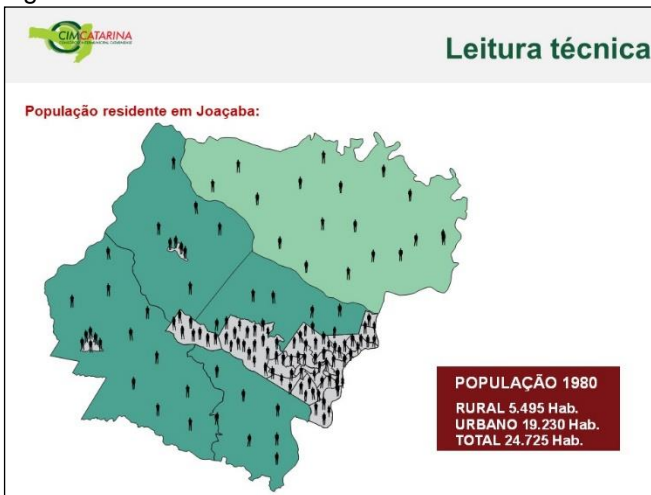 CIMCATARINA
Leitura técnica
População residente em Joaçaba:
POPULAÇÃO 1980
RURAL 5.495 Hab.
URBANO 19.230 Hab.
TOTAL 24.725 Hab.